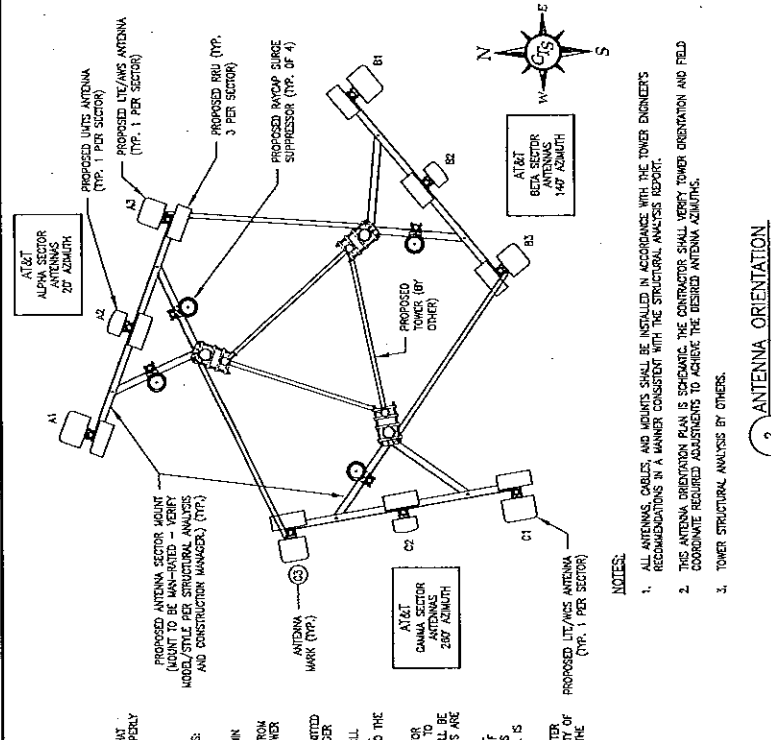 AT&T
ALPHA SECTOR
ANTENNAS
20° AZIMUTH
PROPOSED UMTS ANTENNA
(TYP. 1 PER SECTOR)
PROPOSED LTE/AWS ANTENNA
(TYP. 1 PER SECTOR)
PROPOSED RRU (TYP.
3 PER SECTOR)
PROPOSED RAYCAP SURGE
SUPPRESSOR (TYP. OF 4)
A1
A2
A3
B1
B2
B3
N
W
E
S
STC
AT&T
BETA SECTOR
ANTENNAS
140° AZIMUTH
PROPOSED
TOWER (BY
OTHER)
PROPOSED ANTENNA SECTOR MOUNT
(MOUNT TO BE MAN-RATED - VERIFY
MODEL/STYLE PER STRUCTURAL ANALYSIS
AND CONSTRUCTION MANAGER.) (TYP.)
C3
ANTENNA
MARK (TYP.)
C2
C1
AT&T
GAMMA SECTOR
ANTENNAS
260° AZIMUTH
PROPOSED LTE/WCS ANTENNA
(TYP. 1 PER SECTOR)
NOTES:
1. ALL ANTENNAS, CABLES, AND MOUNTS SHALL BE INSTALLED IN ACCORDANCE WITH THE TOWER ENGINEER'S
RECOMMENDATIONS IN A MANNER CONSISTENT WITH THE STRUCTURAL ANALYSIS REPORT.
2. THIS ANTENNA ORIENTATION PLAN IS SCHEMATIC. THE CONTRACTOR SHALL VERIFY TOWER ORIENTATION AND FIELD
COORDINATE REQUIRED ADJUSTMENTS TO ACHIEVE THE DESIRED ANTENNA AZIMUTHS.
3. TOWER STRUCTURAL ANALYSIS BY OTHERS.
2 ANTENNA ORIENTATION